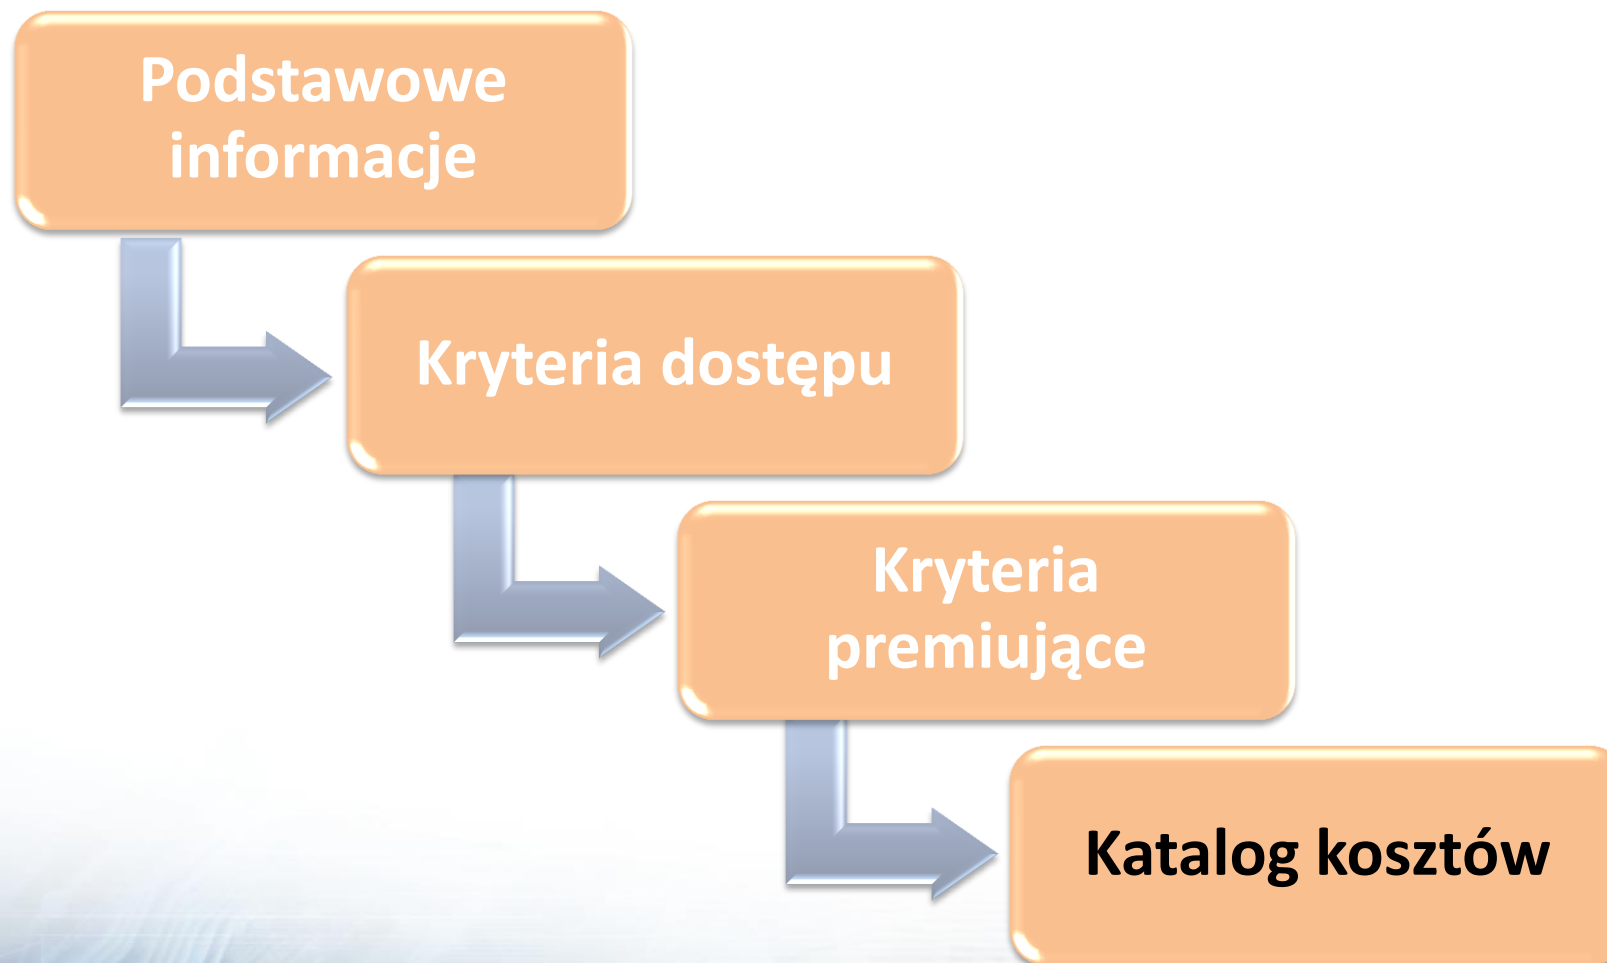 Podstawowe
informacje
Kryteria dostępu
Kryteria
premiujące
Katalog kosztów